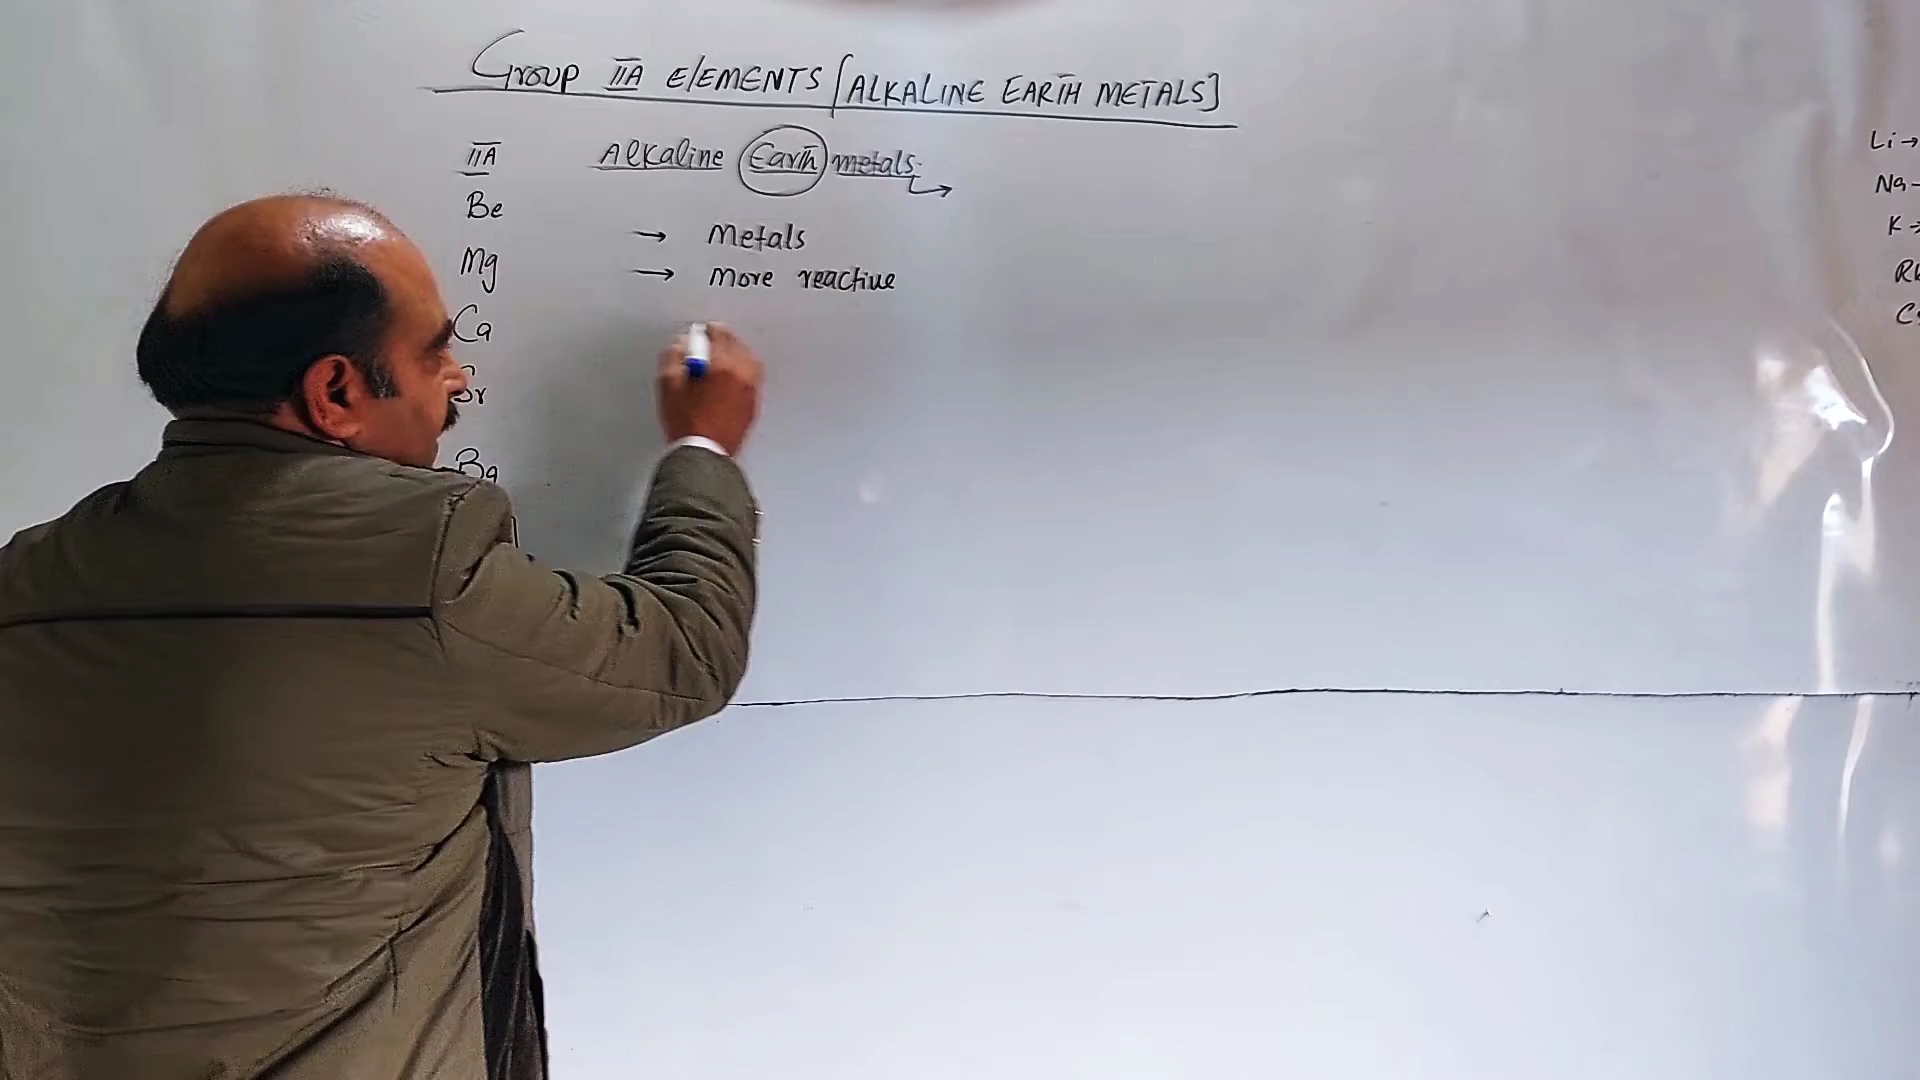 Group IIA ElEMENTS [ALKALINE EARTH METALS]
IIA Alkaline Earth metals.
Be
→ Metals
Mg
→ More reactive
Ca
Sr
Ba
Li →
Na -
K →